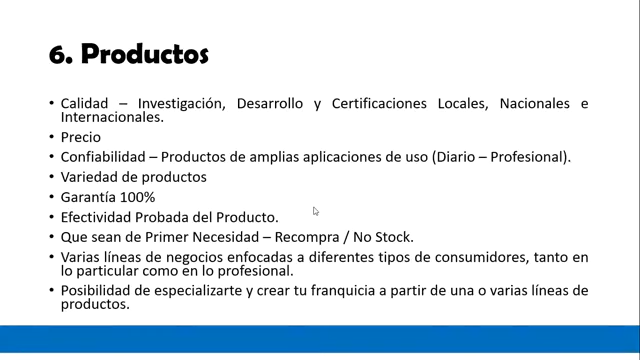 6. Productos
• Calidad – Investigación, Desarrollo y Certificaciones Locales, Nacionales e
Internacionales.
• Precio
• Confiabilidad – Productos de amplias aplicaciones de uso (Diario – Profesional).
• Variedad de productos
• Garantía 100%
• Efectividad Probada del Producto.
• Que sean de Primer Necesidad – Recompra / No Stock.
• Varias líneas de negocios enfocadas a diferentes tipos de consumidores, tanto en
lo particular como en lo profesional.
• Posibilidad de especializarte y crear tu franquicia a partir de una o varias líneas de
productos.